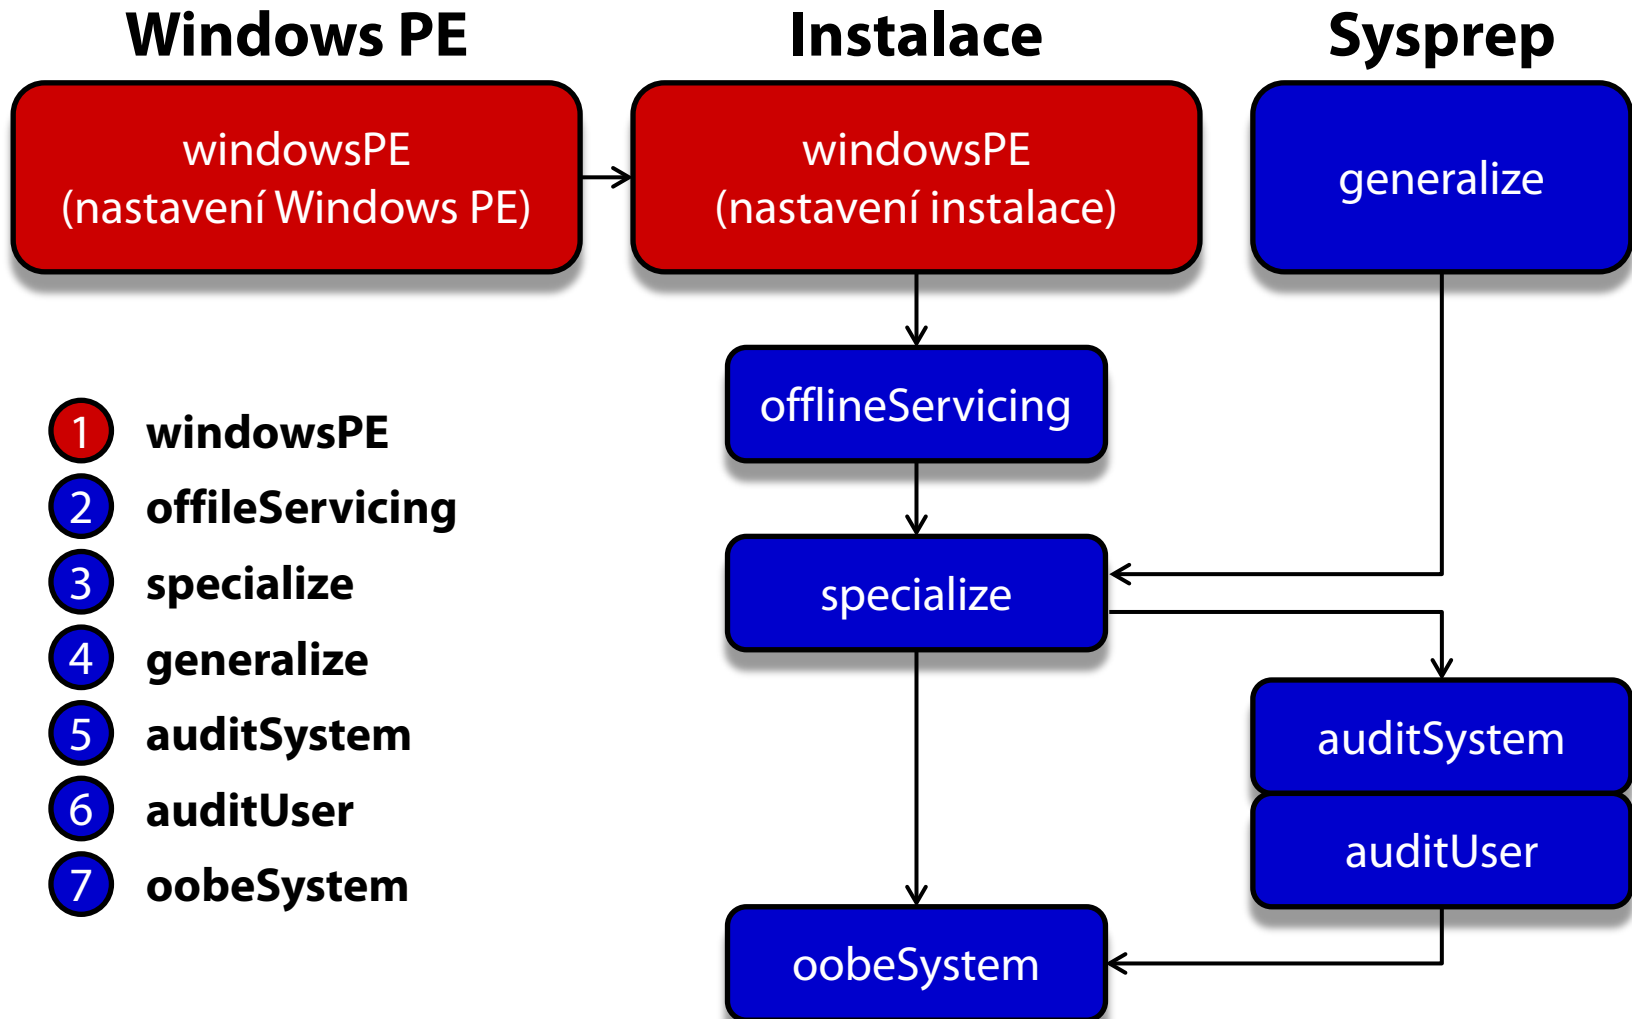 Windows PE
Instalace
Sysprep
windowsPE
(nastavení Windows PE)
windowsPE
(nastavení instalace)
generalize
offlineServicing
1 windowsPE
2 offileServicing
3 specialize
4 generalize
5 auditSystem
6 auditUser
7 oobeSystem
specialize
auditSystem
auditUser
oobeSystem